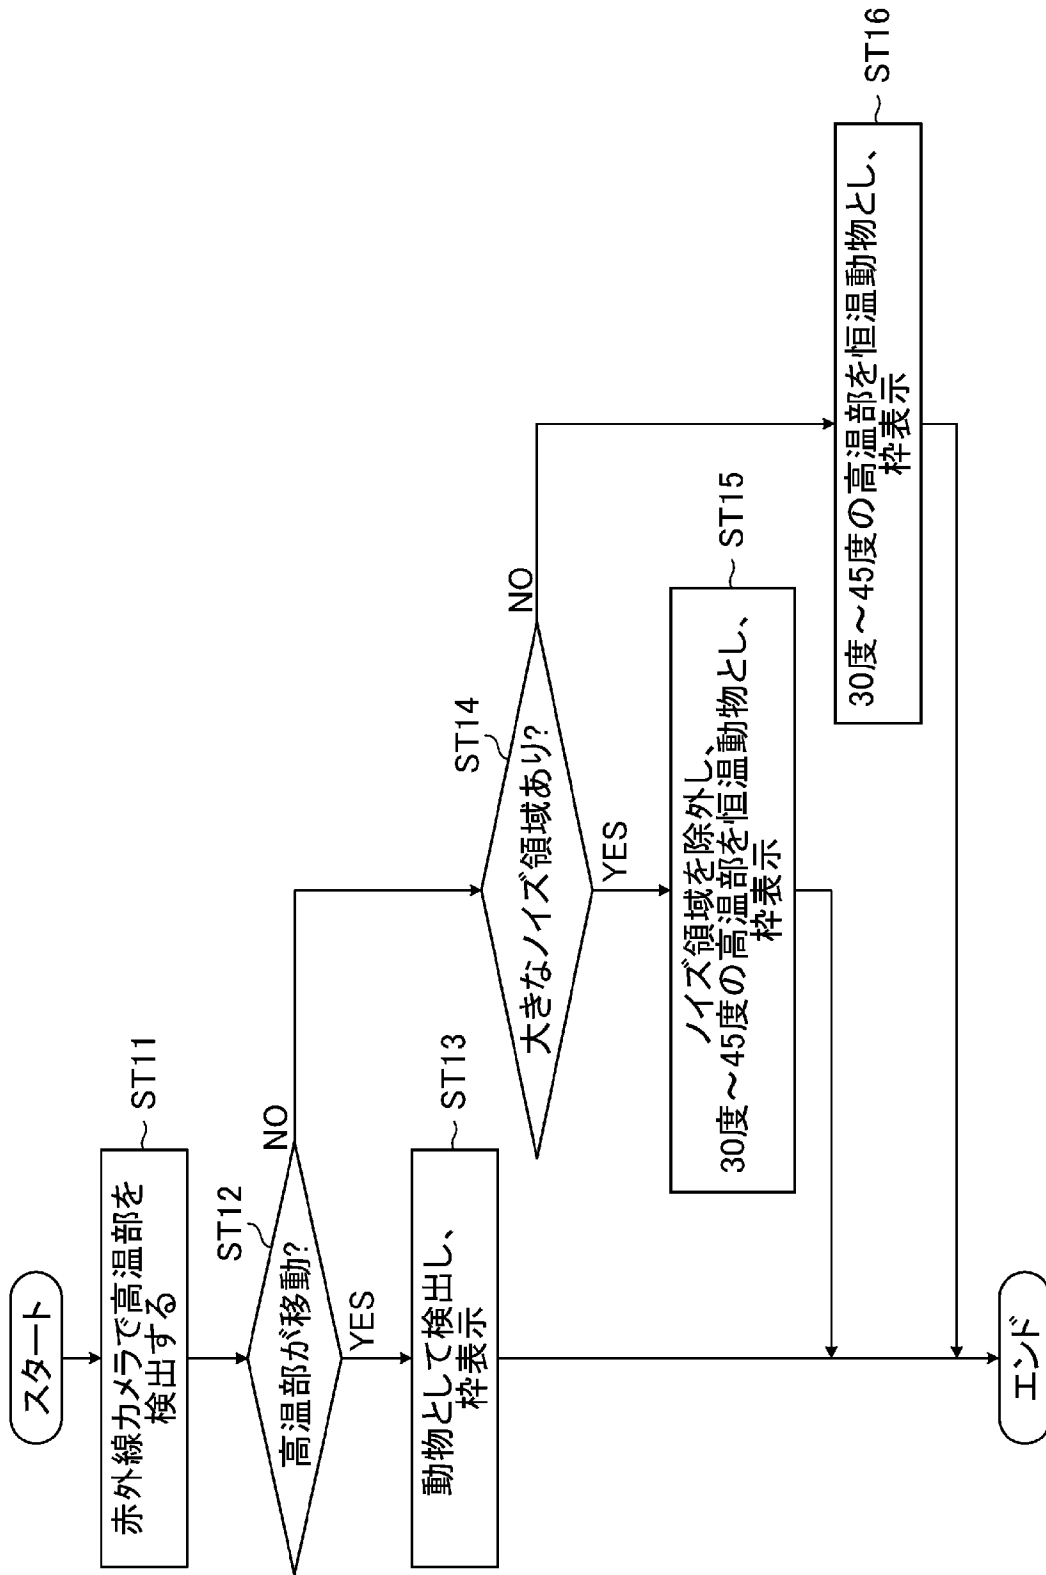 スタート
赤外線カメラで高温部を
検出する
ST11
高温部が移動?
ST12
NO
YES
動物として検出し、
枠表示
ST13
大きなノイズ領域あり?
ST14
NO
YES
ノイズ領域を除外し、
30度~45度の高温部を恒温動物とし、
枠表示
ST15
30度~45度の高温部を恒温動物とし、
枠表示
ST16
エンド